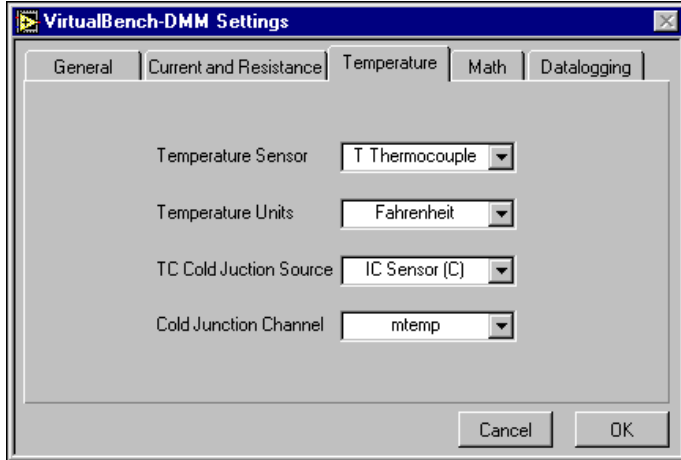 VirtualBench-DMM Settings
General Current and Resistance Temperature Math Datalogging
Temperature Sensor T Thermocouple
Temperature Units Fahrenheit
TC Cold Juction Source IC Sensor (C)
Cold Junction Channel mtemp
Cancel OK